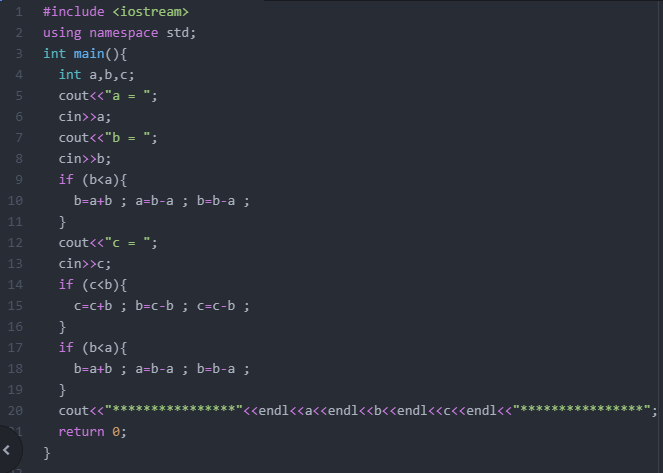 1 #include <iostream>
2 using namespace std;
3 int main(){
4 int a,b,c;
5 cout<<"a = ";
6 cin>>a;
7 cout<<"b = ";
8 cin>>b;
9 if (b<a){
10 b=a+b ; a=b-a ; b=b-a ;
11 }
12 cout<<"c = ";
13 cin>>c;
14 if (c<b){
15 c=c+b ; b=c-b ; c=c-b ;
16 }
17 if (b<a){
18 b=a+b ; a=b-a ; b=b-a ;
19 }
20 cout<<"****************"<<endl<<a<<endl<<b<<endl<<c<<endl<<"****************";
return 0;
}